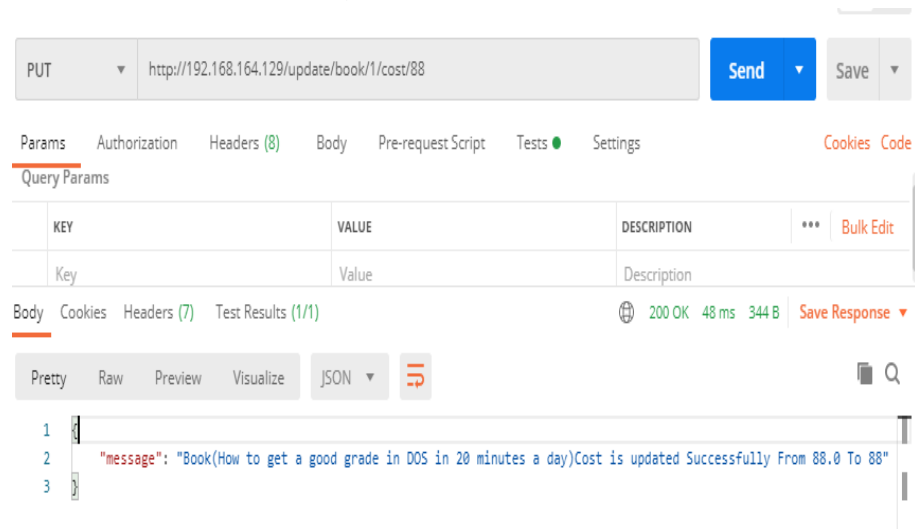 PUT http://192.168.164.129/update/book/1/cost/88 Send Save
Params Authorization Headers (8) Body Pre-request Script Tests Settings Cookies Code
Query Params
KEY VALUE DESCRIPTION ••• Bulk Edit
Key Value Description
Body Cookies Headers (7) Test Results (1/1) 200 OK 48 ms 344 B Save Response
Pretty Raw Preview Visualize JSON
1 {
2 "message": "Book(How to get a good grade in DOS in 20 minutes a day)Cost is updated Successfully From 88.0 To 88"
3 }